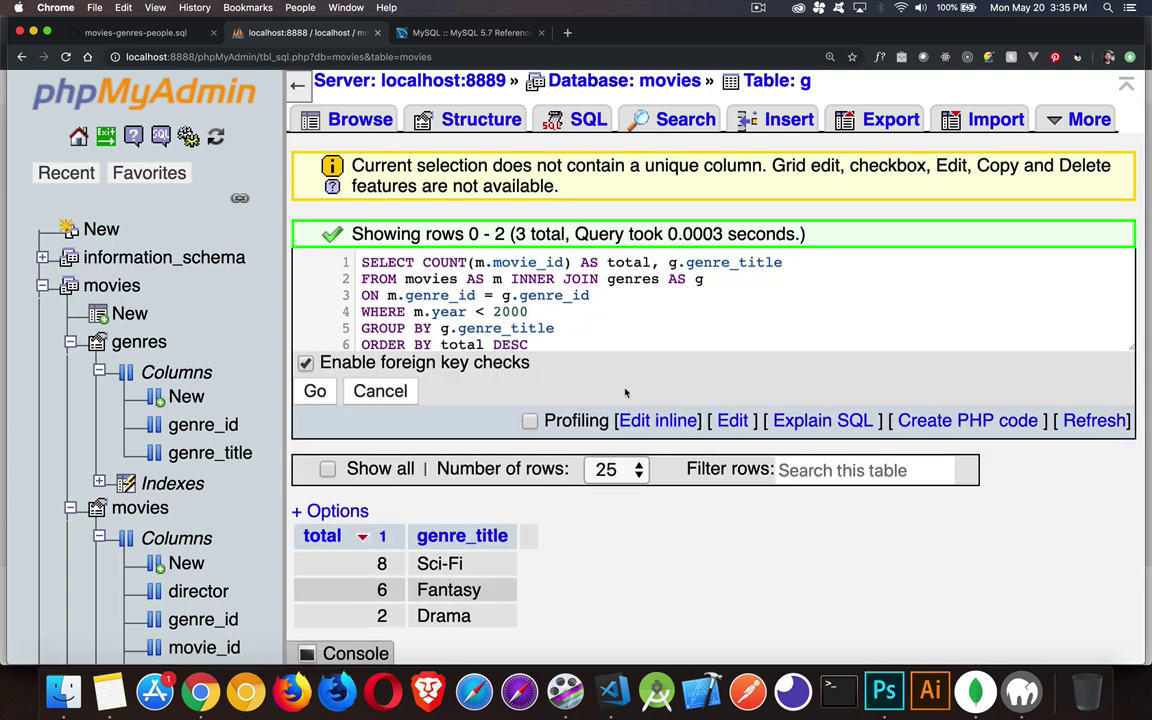 Chrome File Edit View History Bookmarks People Window Help 100% Mon May 20 3:35 PM
movies-genres-people.sql × localhost:8888 / localhost / mo × MySQL :: MySQL 5.7 Referenc × +
localhost:8888/phpMyAdmin/tbl_sql.php?db=movies&table=movies
phpMyAdmin
Recent Favorites
New
information_schema
movies
New
genres
Columns
New
genre_id
genre_title
Indexes
movies
Columns
New
director
genre_id
movie_id
Server: localhost:8889 » Database: movies » Table: g
Browse Structure SQL Search Insert Export Import More
Current selection does not contain a unique column. Grid edit, checkbox, Edit, Copy and Delete
features are not available.
Showing rows 0 - 2 (3 total, Query took 0.0003 seconds.)
1 SELECT COUNT(m.movie_id) AS total, g.genre_title
2 FROM movies AS m INNER JOIN genres AS g
3 ON m.genre_id = g.genre_id
4 WHERE m.year < 2000
5 GROUP BY g.genre_title
6 ORDER BY total DESC
Enable foreign key checks
Go Cancel
Profiling [Edit inline] [ Edit ] [ Explain SQL ] [ Create PHP code ] [ Refresh]
Show all | Number of rows: 25 Filter rows: Search this table
+ Options
total 1 genre_title
8 Sci-Fi
6 Fantasy
2 Drama
Console
1
Ps Ai